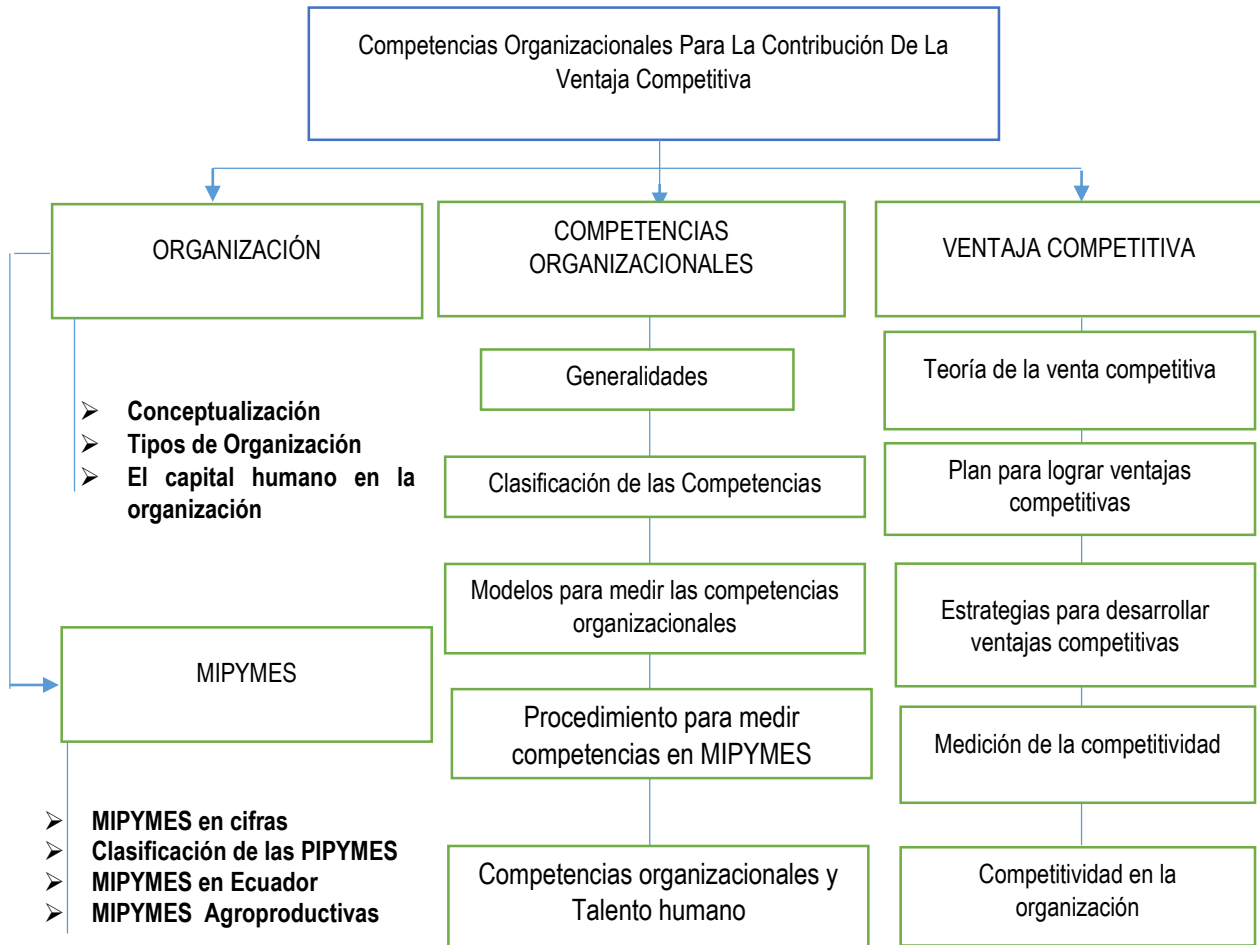 Competencias Organizacionales Para La Contribución De La
Ventaja Competitiva
ORGANIZACIÓN
Conceptualización
Tipos de Organización
El capital humano en la
organización
MIPYMES
MIPYMES en cifras
Clasificación de las PIPYMES
MIPYMES en Ecuador
MIPYMES Agroproductivas
COMPETENCIAS
ORGANIZACIONALES
Generalidades
Clasificación de las Competencias
Modelos para medir las competencias
organizacionales
Procedimiento para medir
competencias en MIPYMES
Competencias organizacionales y
Talento humano
VENTAJA COMPETITIVA
Teoría de la venta competitiva
Plan para lograr ventajas
competitivas
Estrategias para desarrollar
ventajas competitivas
Medición de la competitividad
Competitividad en la
organización